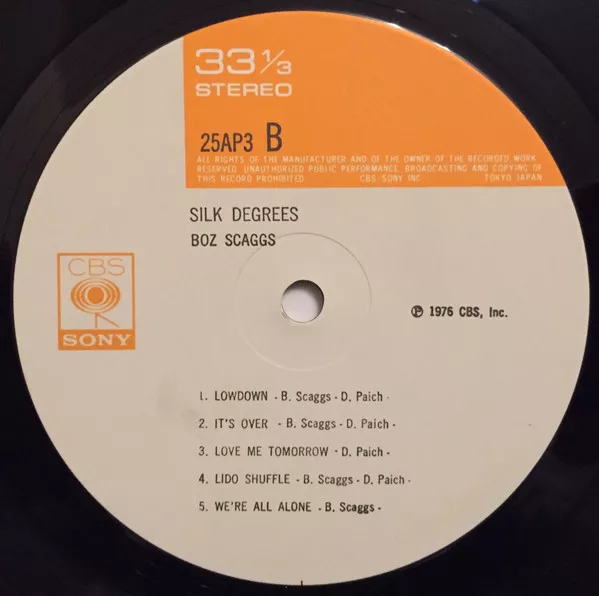 33 1/3
STEREO
25AP3 B
ALL RIGHTS OF THE MANUFACTURER AND OF THE OWNER OF THE RECORDED WORK
RESERVED. UNAUTHORIZED PUBLIC PERFORMANCE, BROADCASTING AND COPYING OF
THIS RECORD PROHIBITED CBS SONY INC TOKYO JAPAN
SILK DEGREES
BOZ SCAGGS
CBS
SONY
℗ 1976 CBS, Inc.
1. LOWDOWN - B. Scaggs - D. Paich -
2. IT'S OVER - B. Scaggs - D. Paich -
3. LOVE ME TOMORROW - D. Paich -
4. LIDO SHUFFLE - B. Scaggs - D. Paich -
5. WE'RE ALL ALONE - B. Scaggs -